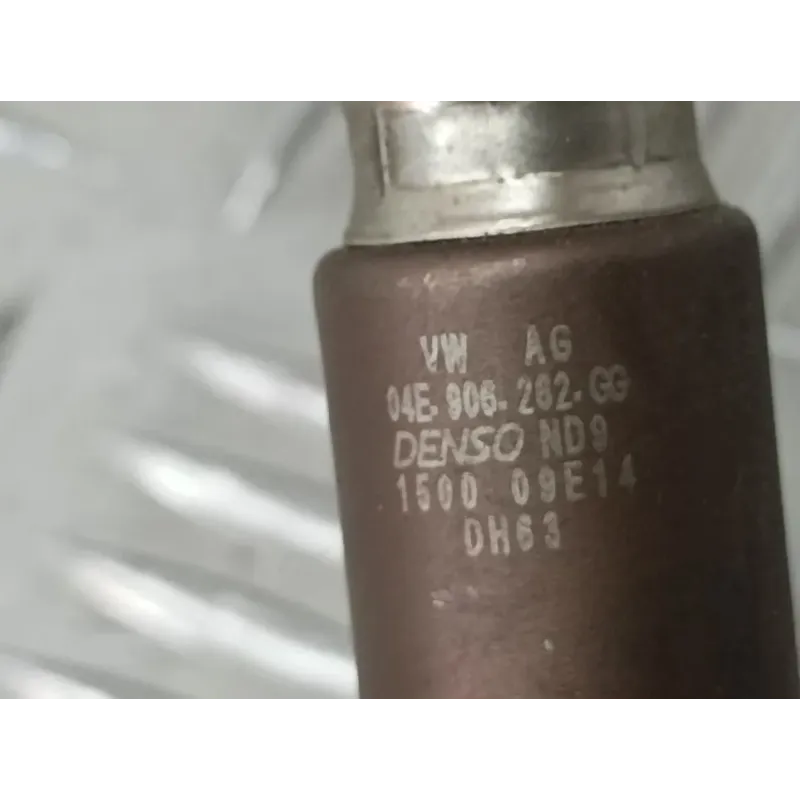 VW AG
04E.906.262.GG
DENSO ND9
1500 09E14
DH63